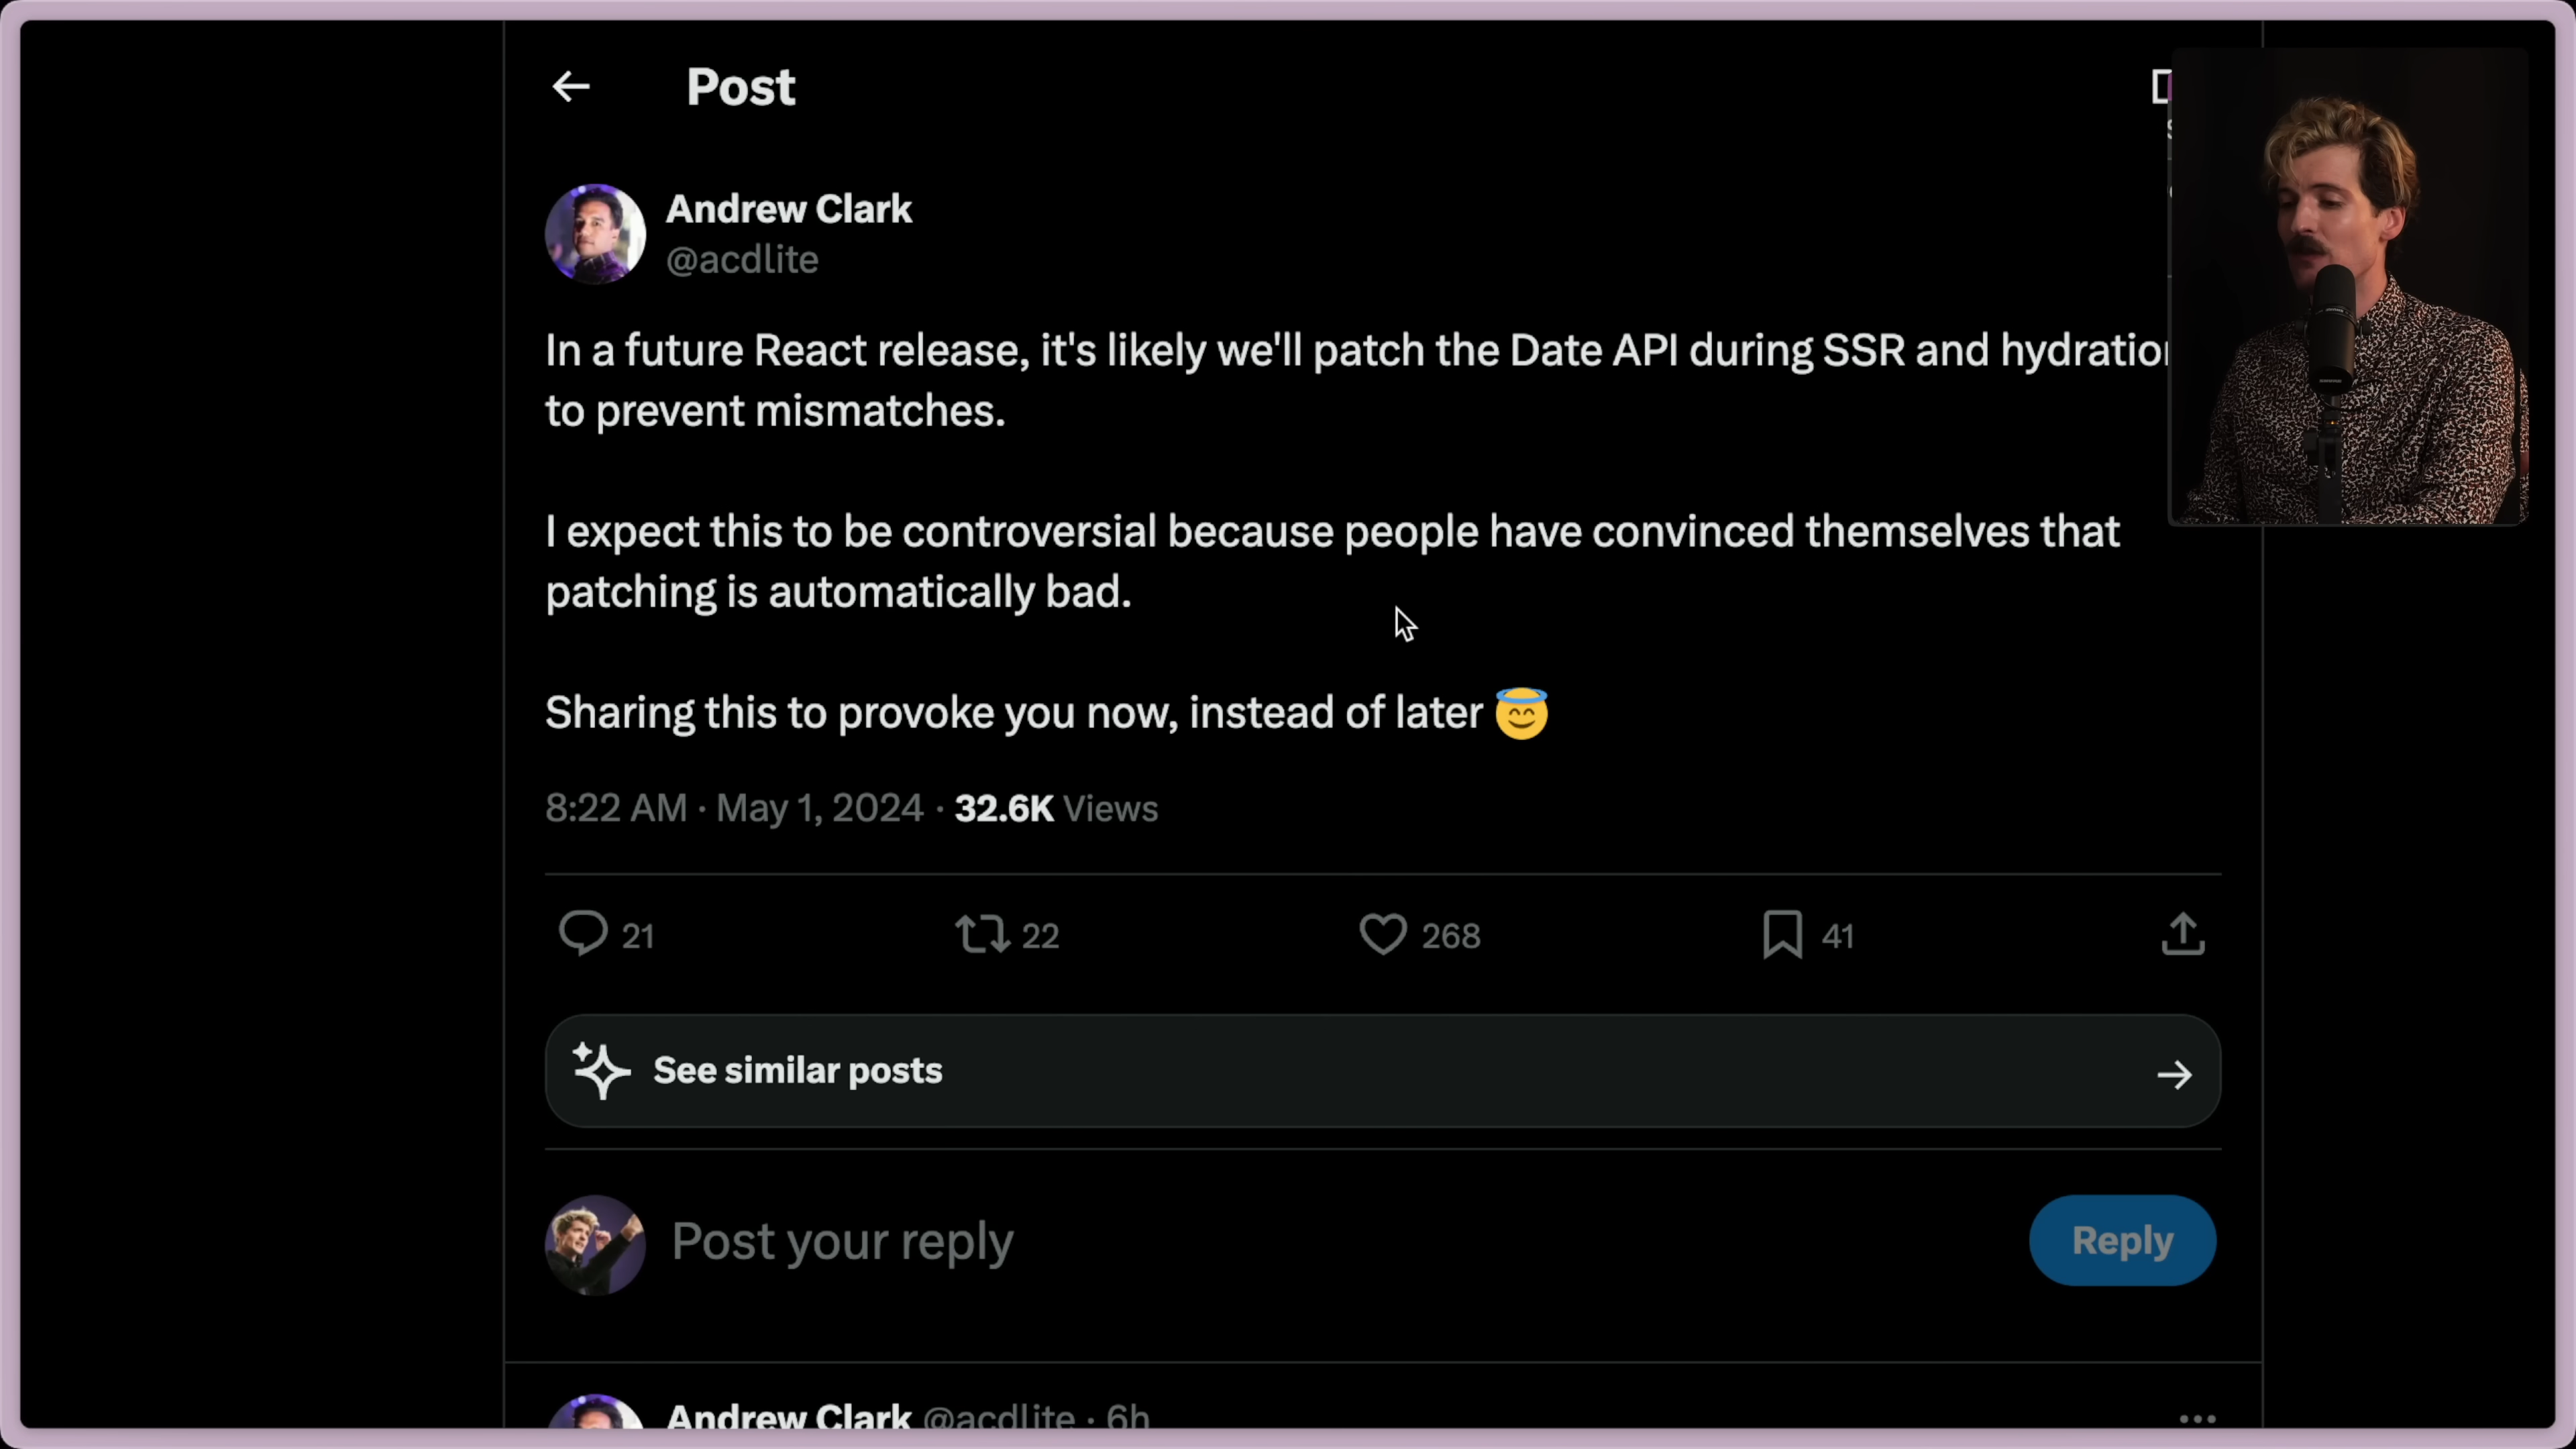 Post
Andrew Clark
@acdlite
In a future React release, it's likely we'll patch the Date API during SSR and
to prevent mismatches.
I expect this to be controversial because people have convinced themselves that
patching is automatically bad.
Sharing this to provoke you now, instead of later 😇
8:22 AM · May 1, 2024 · 32.6K Views
21 22 268 41
See similar posts
Post your reply
Reply
Andrew Clark @acdlite · 6h